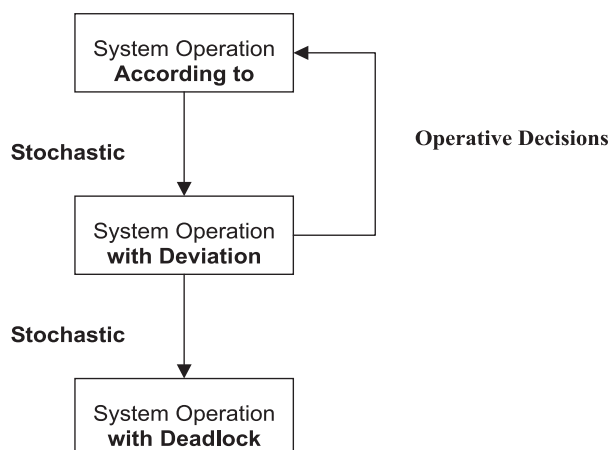 System Operation
According to
Operative Decisions
Stochastic
System Operation
with Deviation
Stochastic
System Operation
with Deadlock